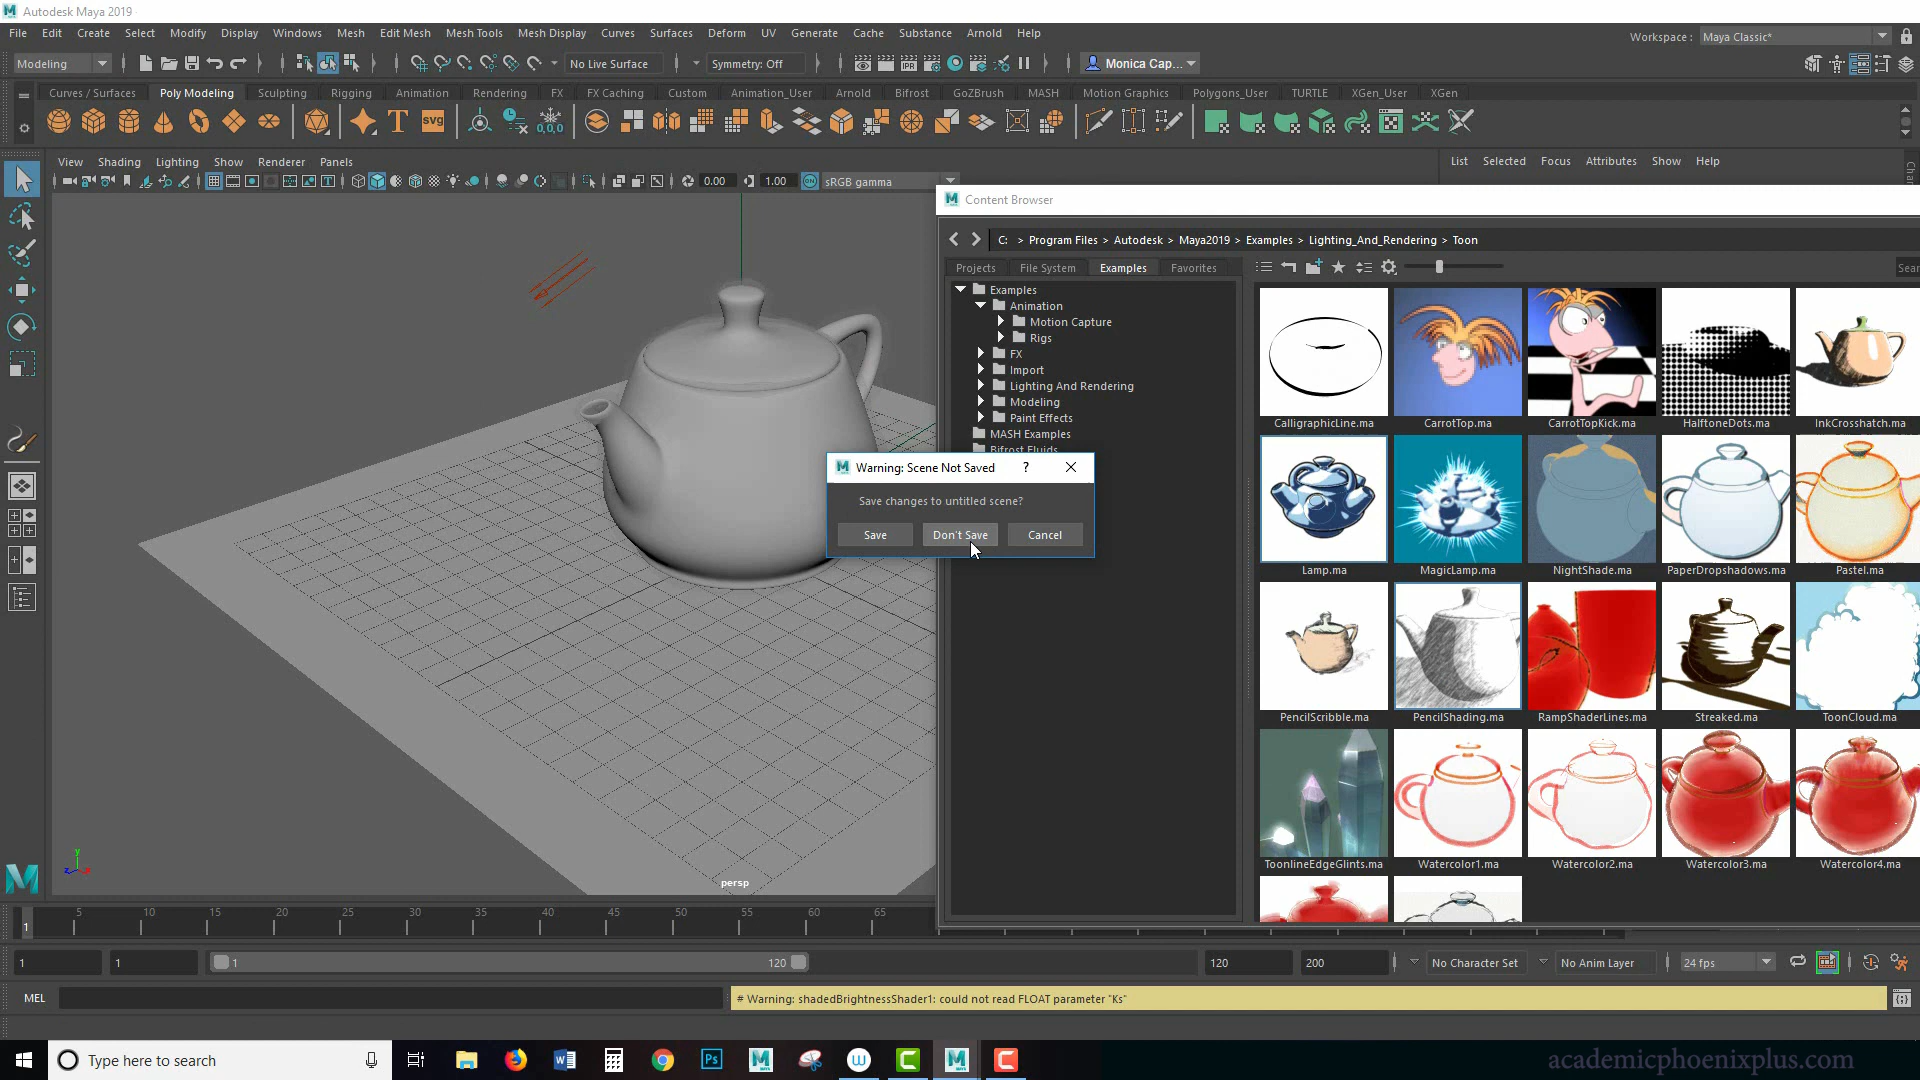 Autodesk Maya 2019
File Edit Create Select Modify Display Windows Mesh Edit Mesh Mesh Tools Mesh Display Curves Surfaces Deform UV Generate Cache Substance Arnold Help
Workspace : Maya Classic*
Modeling No Live Surface Symmetry: Off Monica Cap...
Curves / Surfaces Poly Modeling Sculpting Rigging Animation Rendering FX FX Caching Custom Animation_User Arnold Bifrost GoZBrush MASH Motion Graphics Polygons_User TURTLE XGen_User XGen
T svg 0,0,0
View Shading Lighting Show Renderer Panels
List Selected Focus Attributes Show Help
0.00 1.00 sRGB gamma
Content Browser
C: > Program Files > Autodesk > Maya2019 > Examples > Lighting_And_Rendering > Toon
Projects File System Examples Favorites
Examples
Animation
Motion Capture
Rigs
FX
Import
Lighting And Rendering
Modeling
Paint Effects
MASH Examples
Bifrost Fluids
CalligraphicLine.ma CarrotTop.ma CarrotTopKick.ma HalftoneDots.ma InkCrosshatch.ma
Lamp.ma MagicLamp.ma NightShade.ma PaperDropshadows.ma Pastel.ma
PencilScribble.ma PencilShading.ma RampShaderLines.ma Streaked.ma ToonCloud.ma
ToonlineEdgeGlints.ma Watercolor1.ma Watercolor2.ma Watercolor3.ma Watercolor4.ma
Warning: Scene Not Saved ?
Save changes to untitled scene?
Save Don't Save Cancel
y
z x
persp
1 5 10 15 20 25 30 35 40 45 50 55 60 65
1 1 1 120 120 200 No Character Set No Anim Layer 24 fps
MEL # Warning: shadedBrightnessShader1: could not read FLOAT parameter "Ks"
Type here to search
academicphoenixplus.com